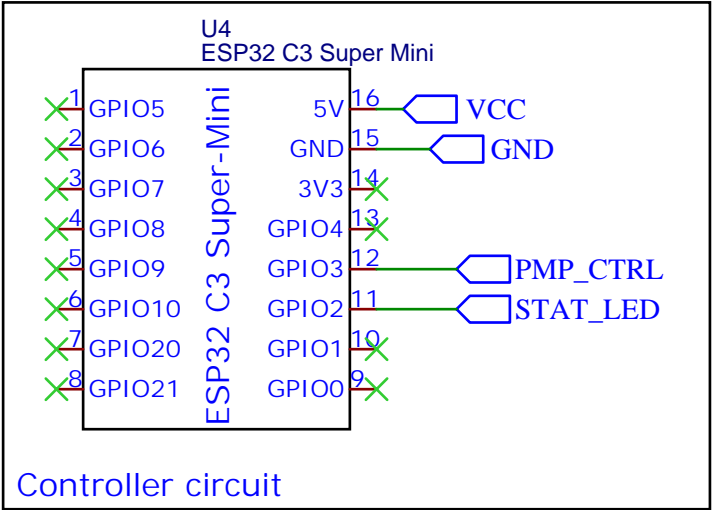 U4
ESP32 C3 Super Mini
ESP32 C3 Super-Mini
1 GPIO5
2 GPIO6
3 GPIO7
4 GPIO8
5 GPIO9
6 GPIO10
7 GPIO20
8 GPIO21
5V 16 VCC
GND 15 GND
3V3 14
GPIO4 13
GPIO3 12 PMP_CTRL
GPIO2 11 STAT_LED
GPIO1 10
GPIO0 9
Controller circuit